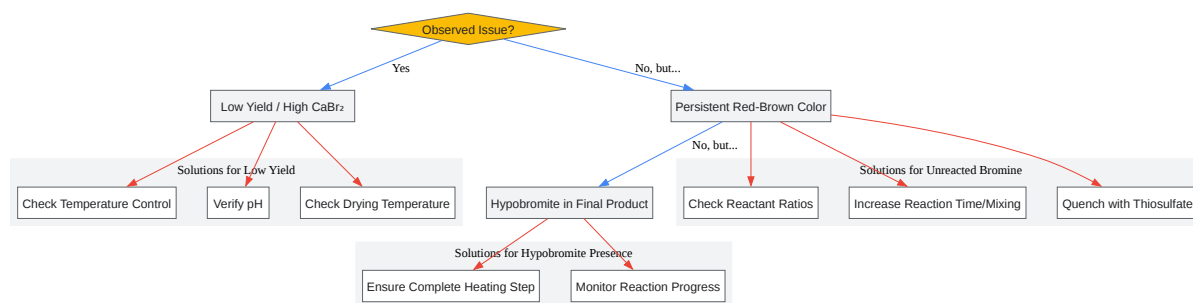 Observed Issue?
Yes
No, but...
Low Yield / High CaBr₂
Persistent Red-Brown Color
No, but...
Solutions for Low Yield
Solutions for Unreacted Bromine
Check Temperature Control
Verify pH
Check Drying Temperature
Hypobromite in Final Product
Check Reactant Ratios
Increase Reaction Time/Mixing
Quench with Thiosulfate
Solutions for Hypobromite Presence
Ensure Complete Heating Step
Monitor Reaction Progress